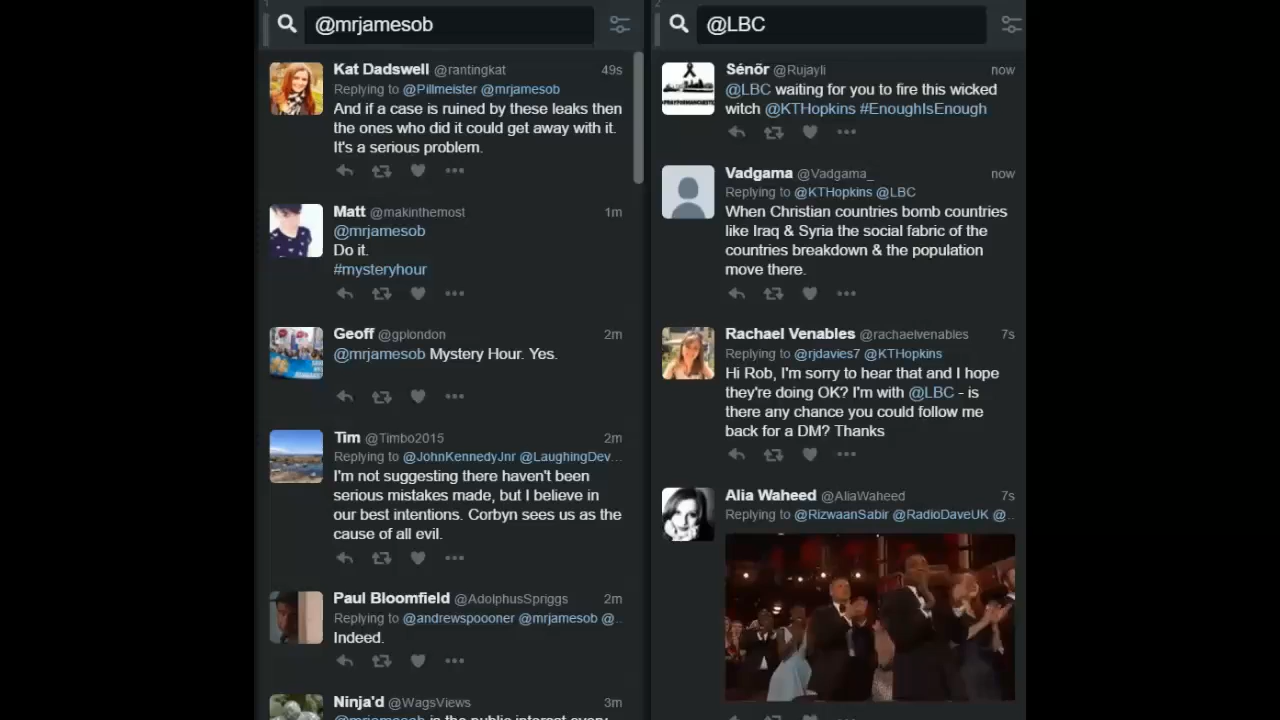 @mrjamesob
Kat Dadswell @rantingkat 49s
Replying to @Pillmeister @mrjamesob
And if a case is ruined by these leaks then
the ones who did it could get away with it.
It's a serious problem.
Matt @makinthemost 1m
@mrjamesob
Do it.
#mysteryhour
Geoff @gplondon 2m
@mrjamesob Mystery Hour. Yes.
Tim @Timbo2015 2m
Replying to @JohnKennedyJnr @LaughingDev...
I'm not suggesting there haven't been
serious mistakes made, but I believe in
our best intentions. Corbyn sees us as the
cause of all evil.
Paul Bloomfield @AdolphusSpriggs 2m
Replying to @andrewspoooner @mrjamesob @..
Indeed.
Ninja'd @WagsViews 3m
@mrjamesob is the public interest every
2
@LBC
Sénõr @Rujayli now
@LBC waiting for you to fire this wicked
witch @KTHopkins #EnoughIsEnough
Vadgama @Vadgama_ now
Replying to @KTHopkins @LBC
When Christian countries bomb countries
like Iraq & Syria the social fabric of the
countries breakdown & the population
move there.
Rachael Venables @rachaelvenables 7s
Replying to @rjdavies7 @KTHopkins
Hi Rob, I'm sorry to hear that and I hope
they're doing OK? I'm with @LBC - is
there any chance you could follow me
back for a DM? Thanks
Alia Waheed @AliaWaheed 7s
Replying to @RizwaanSabir @RadioDaveUK @..